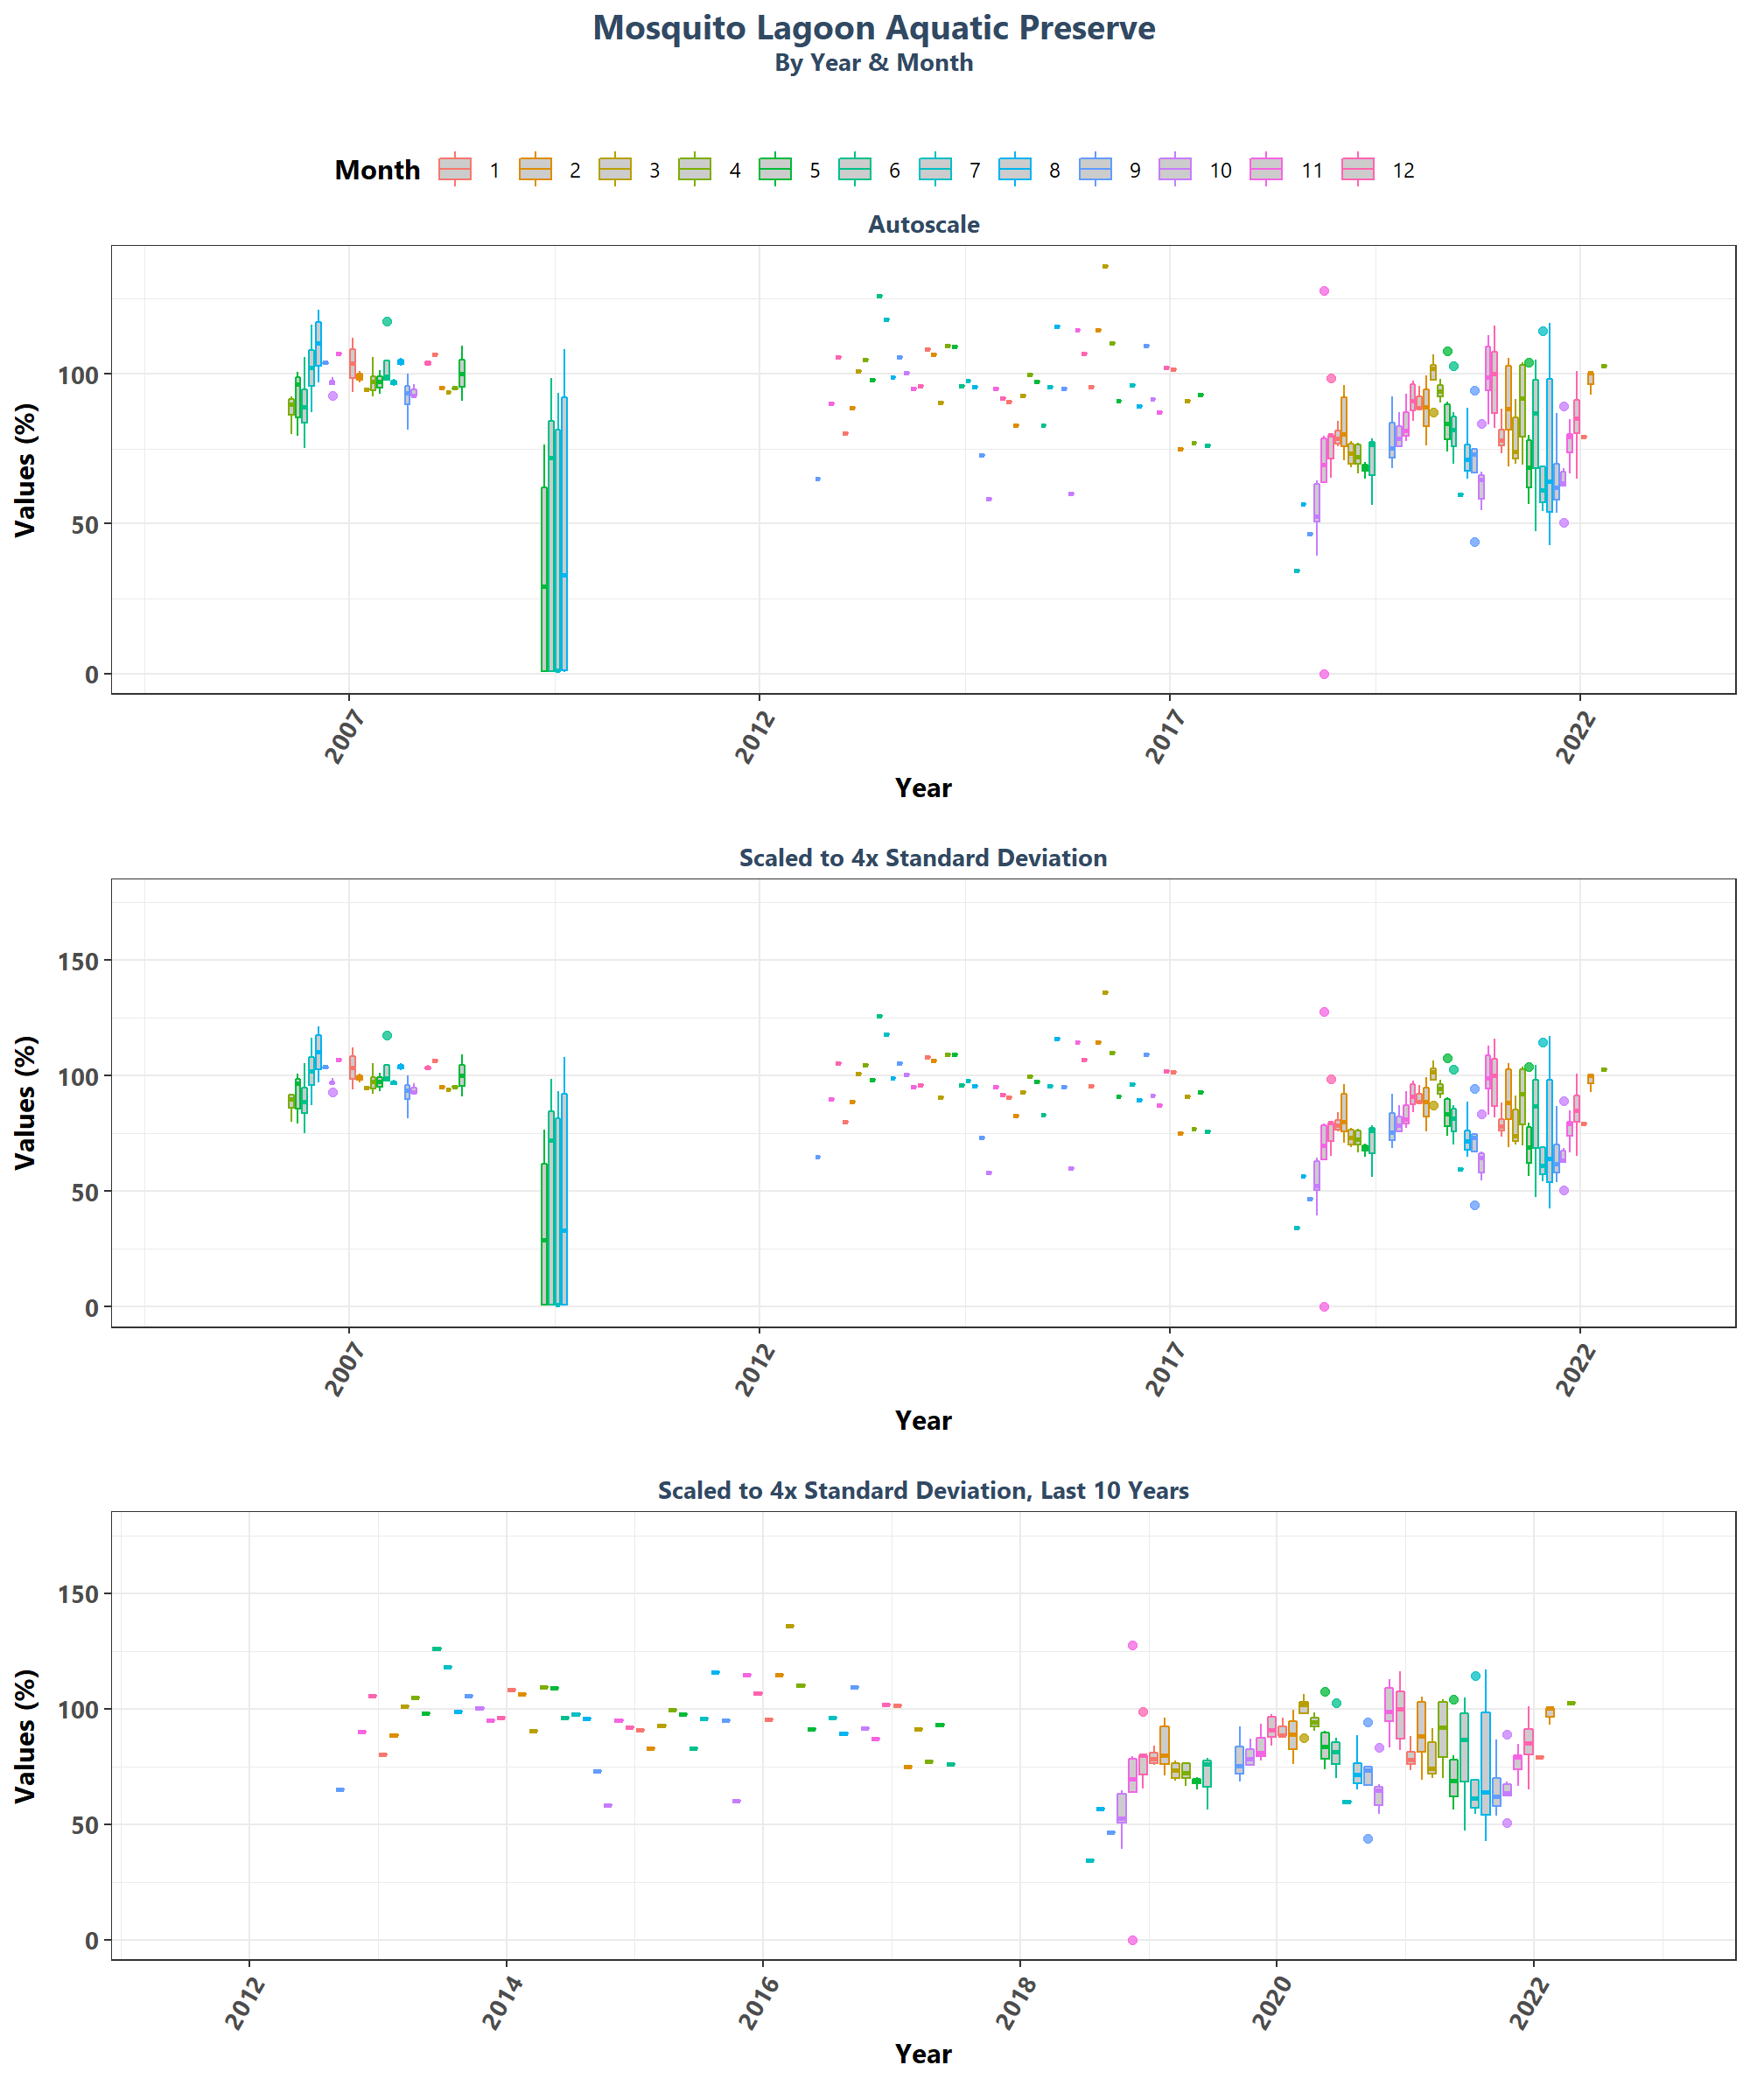 Mosquito Lagoon Aquatic Preserve
By Year & Month
Month 1 2 3 4 5 6 7 8 9 10 11 12
Autoscale
Values (%)
100
50
0
2007 2012 2017 2022
Year
Scaled to 4x Standard Deviation
Values (%)
150
100
50
0
2007 2012 2017 2022
Year
Scaled to 4x Standard Deviation, Last 10 Years
Values (%)
150
100
50
0
2012 2014 2016 2018 2020 2022
Year